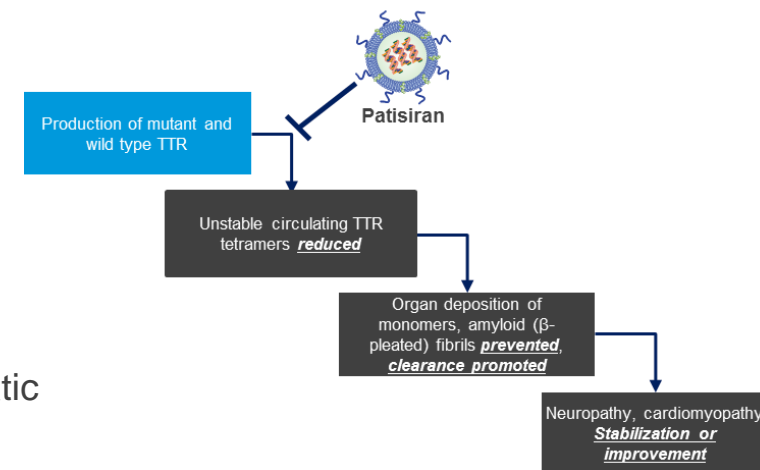 Patisiran
Production of mutant and
wild type TTR
Unstable circulating TTR
tetramers reduced
Organ deposition of
monomers, amyloid (β-
pleated) fibrils prevented,
clearance promoted
Neuropathy, cardiomyopathy
Stabilization or
improvement